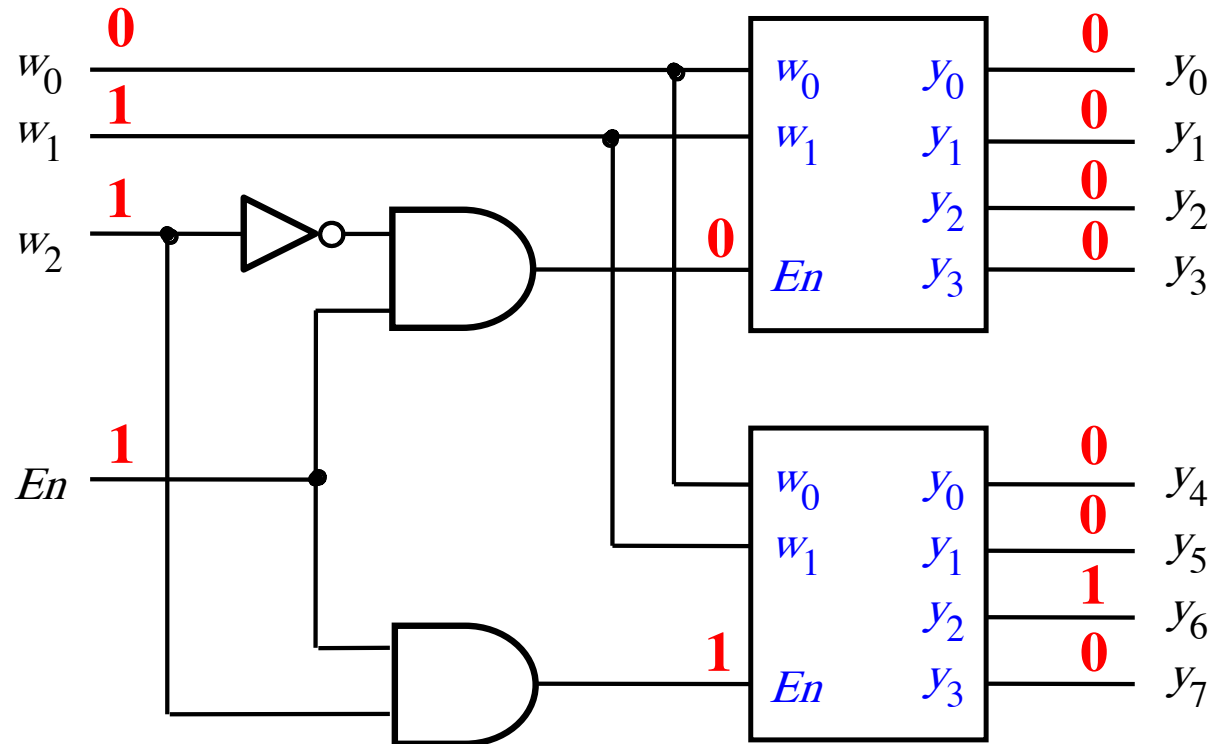 0
w0 w0 y0 0 y0
1
w1 w1 y1 0 y1
1
w2 y2 0 y2
0 En y3 0 y3
1
En
w0 y0 0 y4
w1 y1 0 y5
y2 1 y6
1 En y3 0 y7